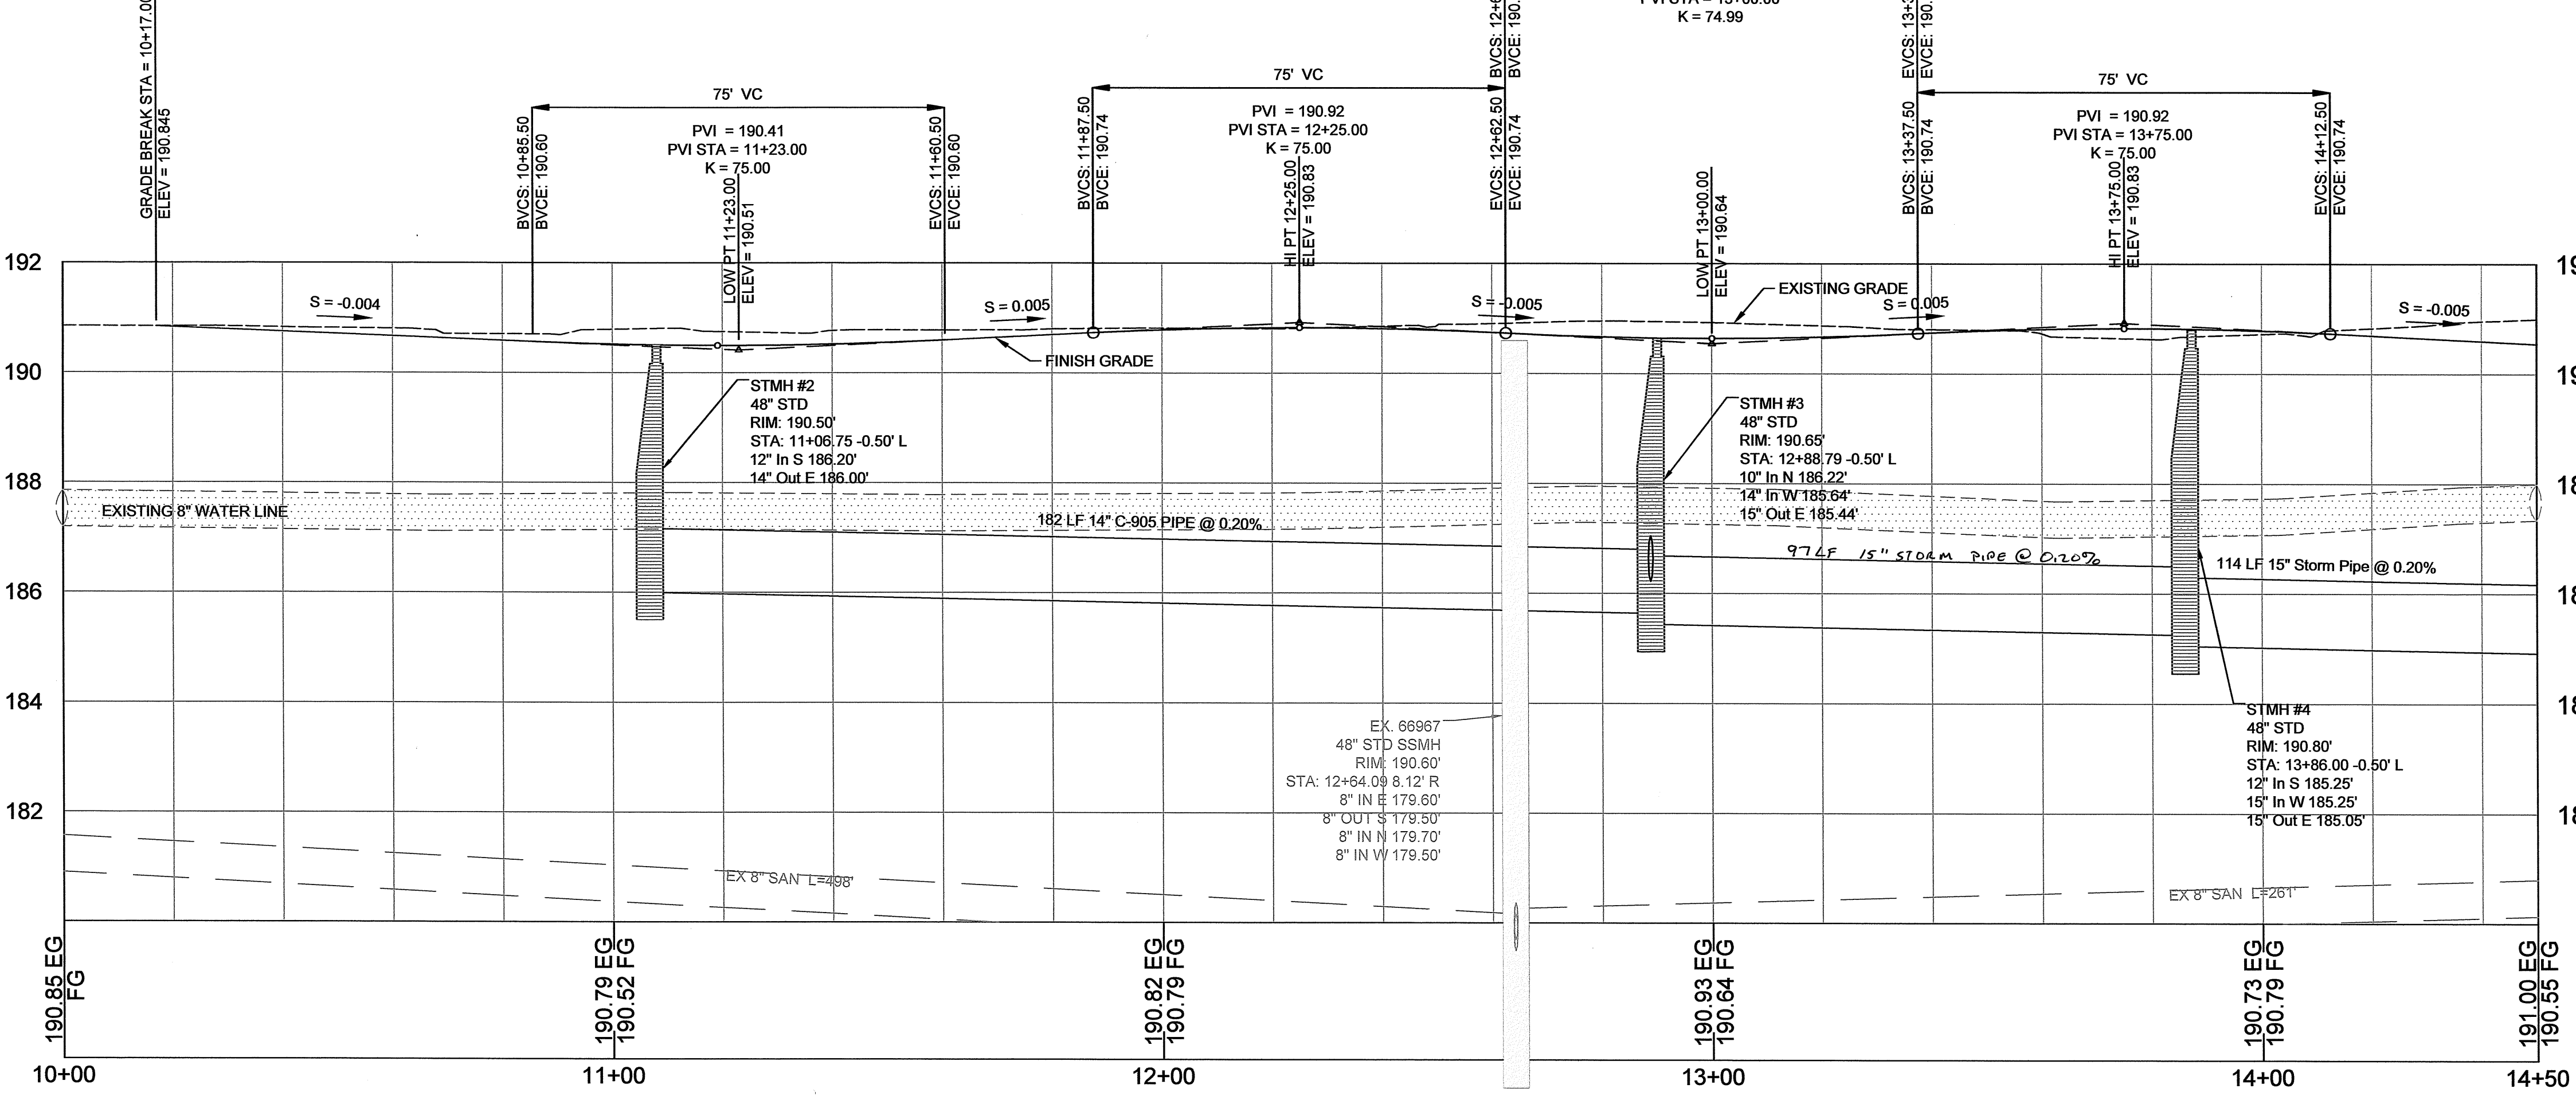 PVI STA = 13+00.00
K = 74.99
GRADE BREAK STA = 10+17.00
ELEV = 190.845
BVCS: 10+85.50
BVCE: 190.60
75' VC
PVI = 190.41
PVI STA = 11+23.00
K = 75.00
LOW PT 11+23.00
ELEV = 190.51
EVCS: 11+60.50
EVCE: 190.60
BVCS: 11+87.50
BVCE: 190.74
75' VC
PVI = 190.92
PVI STA = 12+25.00
K = 75.00
HI PT 12+25.00
ELEV = 190.83
BVCS: 12+6
BVCE: 190.
EVCS: 12+62.50
EVCE: 190.74
LOW PT 13+00.00
ELEV = 190.64
EVCS: 13+3
EVCE: 190.
BVCS: 13+37.50
BVCE: 190.74
75' VC
PVI = 190.92
PVI STA = 13+75.00
K = 75.00
HI PT 13+75.00
ELEV = 190.83
EVCS: 14+12.50
EVCE: 190.74
192
190
188
186
184
182
S = -0.004
S = 0.005
S = -0.005
EXISTING GRADE
S = 0.005
S = -0.005
FINISH GRADE
STMH #2
48" STD
RIM: 190.50'
STA: 11+06.75 -0.50' L
12" In S 186.20'
14" Out E 186.00'
STMH #3
48" STD
RIM: 190.65'
STA: 12+88.79 -0.50' L
10" In N 186.22'
14" In W 185.64'
15" Out E 185.44'
EXISTING 8" WATER LINE
182 LF 14" C-905 PIPE @ 0.20%
97 LF 15" STORM PIPE @ 0.20%
114 LF 15" Storm Pipe @ 0.20%
EX. 66967
48" STD SSMH
RIM: 190.60'
STA: 12+64.09 8.12' R
8" IN E 179.60'
8" OUT S 179.50'
8" IN N 179.70'
8" IN W 179.50'
STMH #4
48" STD
RIM: 190.80'
STA: 13+86.00 -0.50' L
12" In S 185.25'
15" In W 185.25'
15" Out E 185.05'
EX 8" SAN L=498'
EX 8" SAN L=261'
190.85 EG
FG
190.79 EG
190.52 FG
190.82 EG
190.79 FG
190.93 EG
190.64 FG
190.73 EG
190.79 FG
191.00 EG
190.55 FG
10+00
11+00
12+00
13+00
14+00
14+50